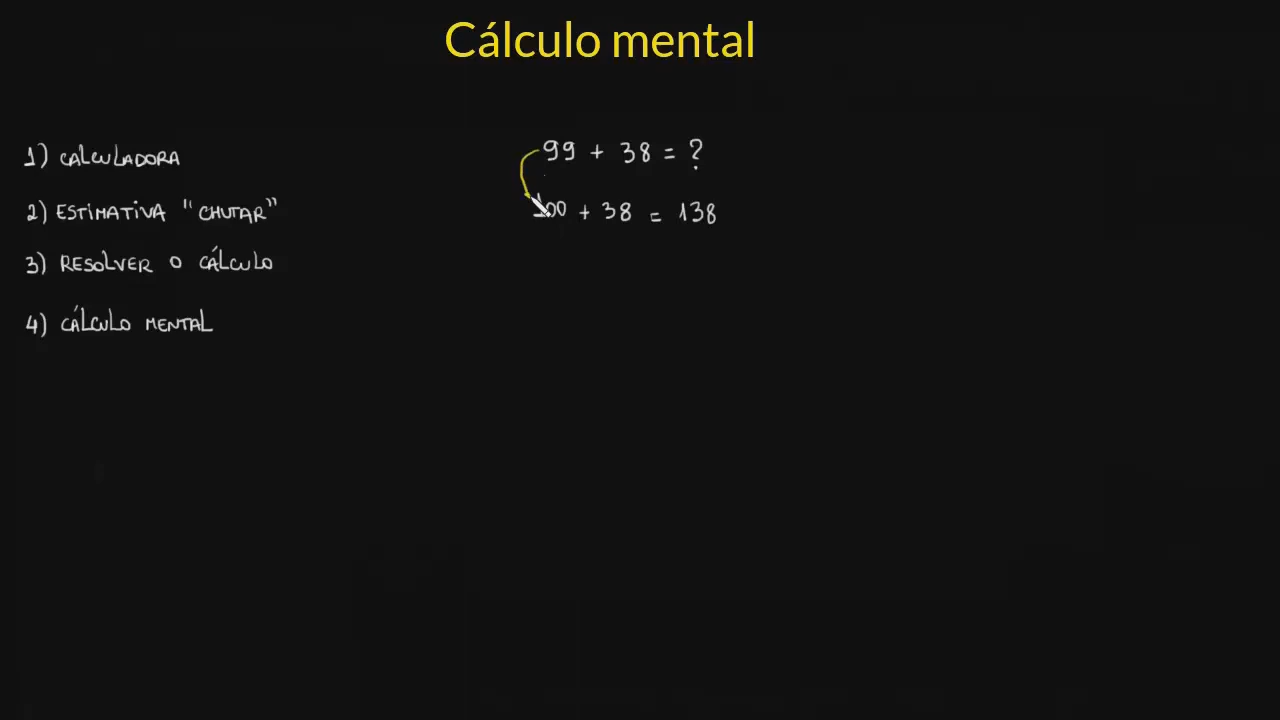 Cálculo mental
1) CALCULADORA
2) ESTIMATIVA "CHUTAR"
3) RESOLVER O CÁLCULO
4) CÁLCULO MENTAL
99 + 38 = ?
100 + 38 = 138